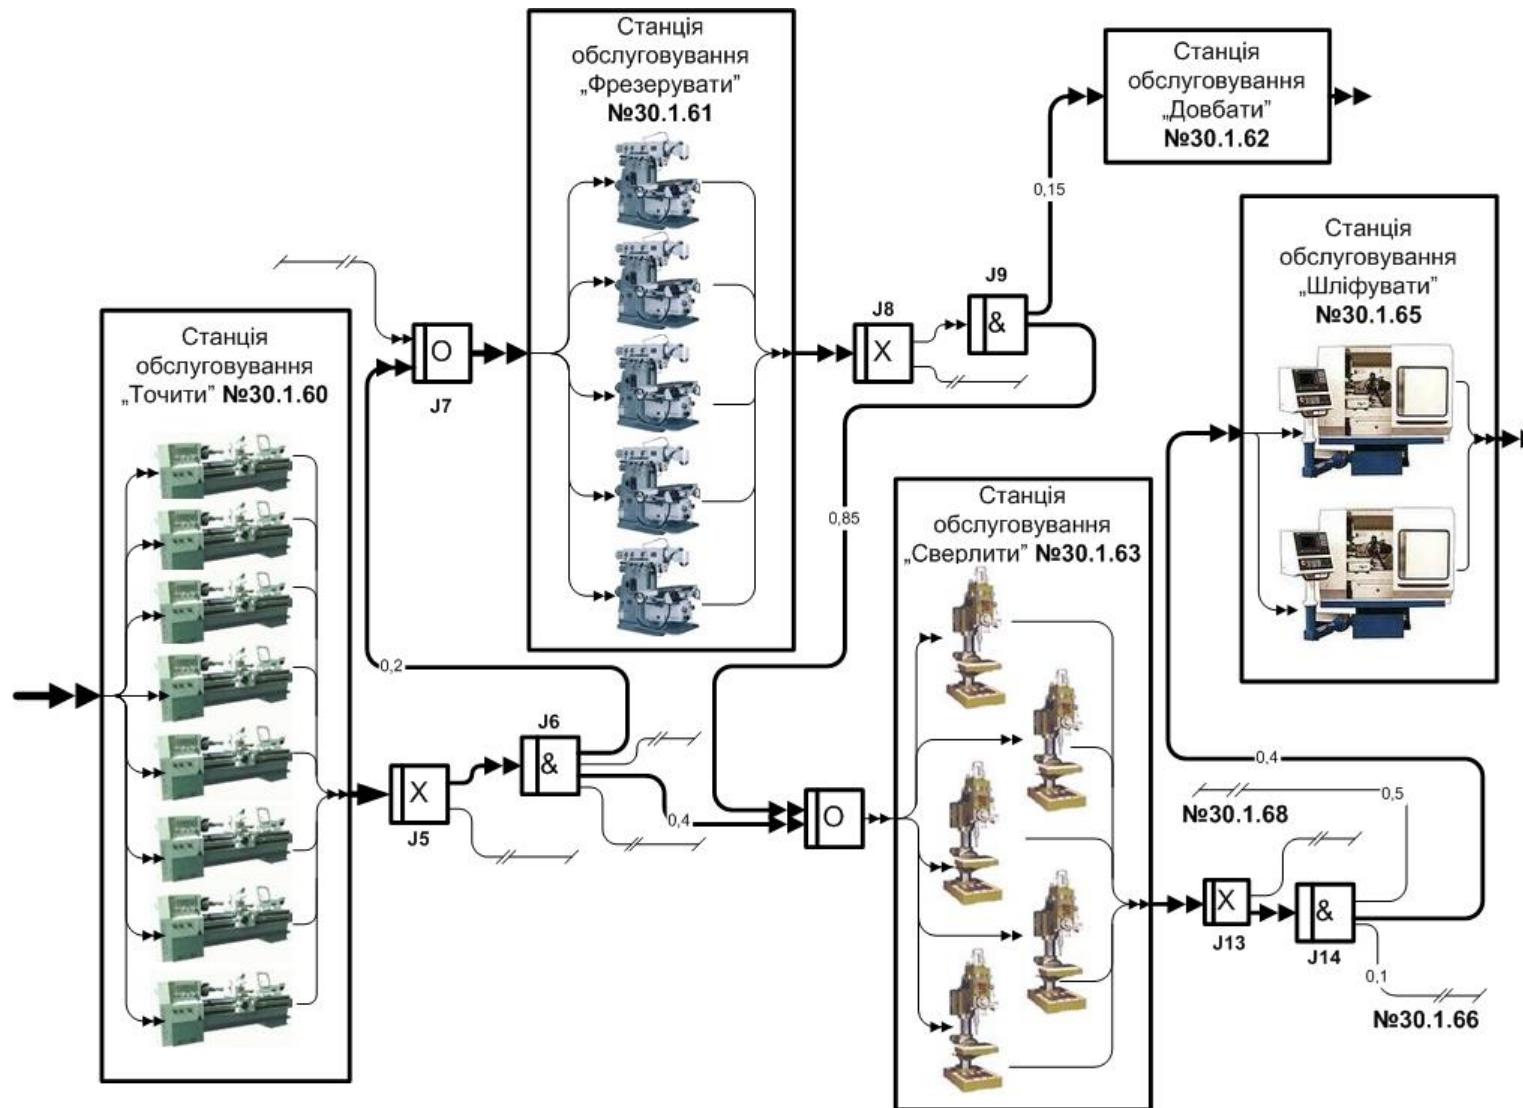 Станція
обслуговування
„Фрезерувати”
№30.1.61
Станція
обслуговування
„Довбати”
№30.1.62
0,15
Станція
обслуговування
„Шліфувати”
№30.1.65
J9
&
J8
X
O
J7
Станція
обслуговування
„Точити” №30.1.60
0,85
Станція
обслуговування
„Сверлити” №30.1.63
0,2
J6
&
X
J5
0,4
O
0,4
0,5
№30.1.68
X
J13
&
J14
0,1
№30.1.66